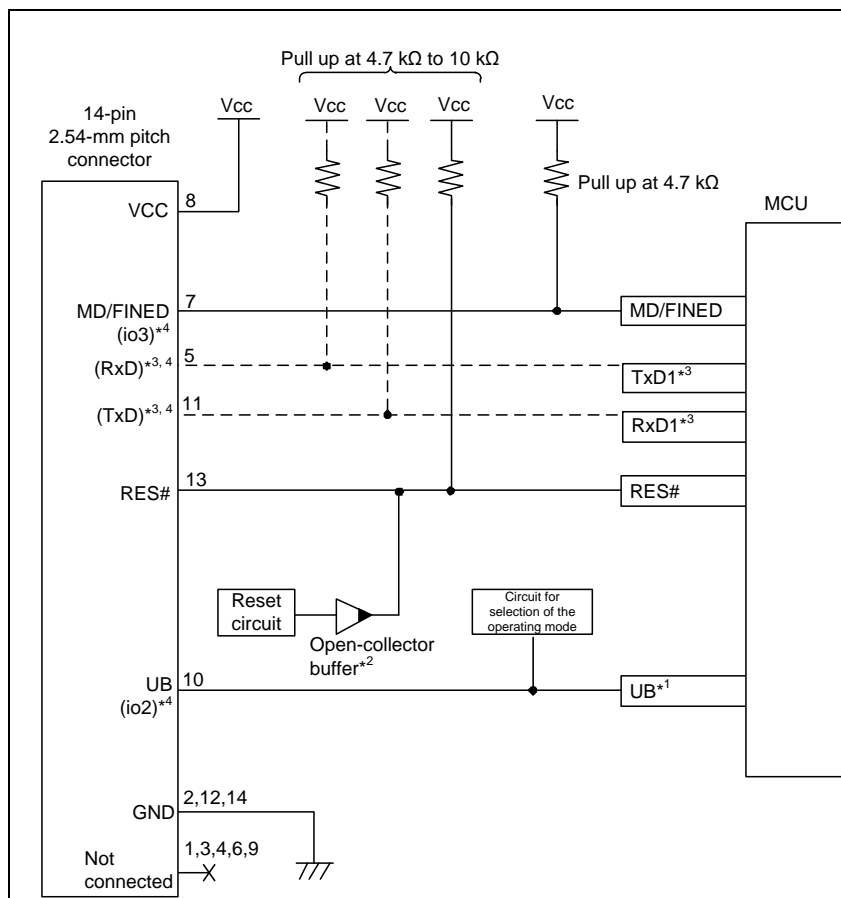 Pull up at 4.7 kΩ to 10 kΩ
Vcc
Vcc
Vcc
Vcc
Vcc
14-pin
2.54-mm pitch
connector
Pull up at 4.7 kΩ
MCU
VCC
8
MD/FINED
(io3)*4
7
MD/FINED
(RxD)*3, 4
5
TxD1*3
(TxD)*3, 4
11
RxD1*3
RES#
13
RES#
Reset
circuit
Open-collector
buffer*2
Circuit for
selection of the
operating mode
UB
(io2)*4
10
UB*1
GND
2,12,14
Not
connected
1,3,4,6,9